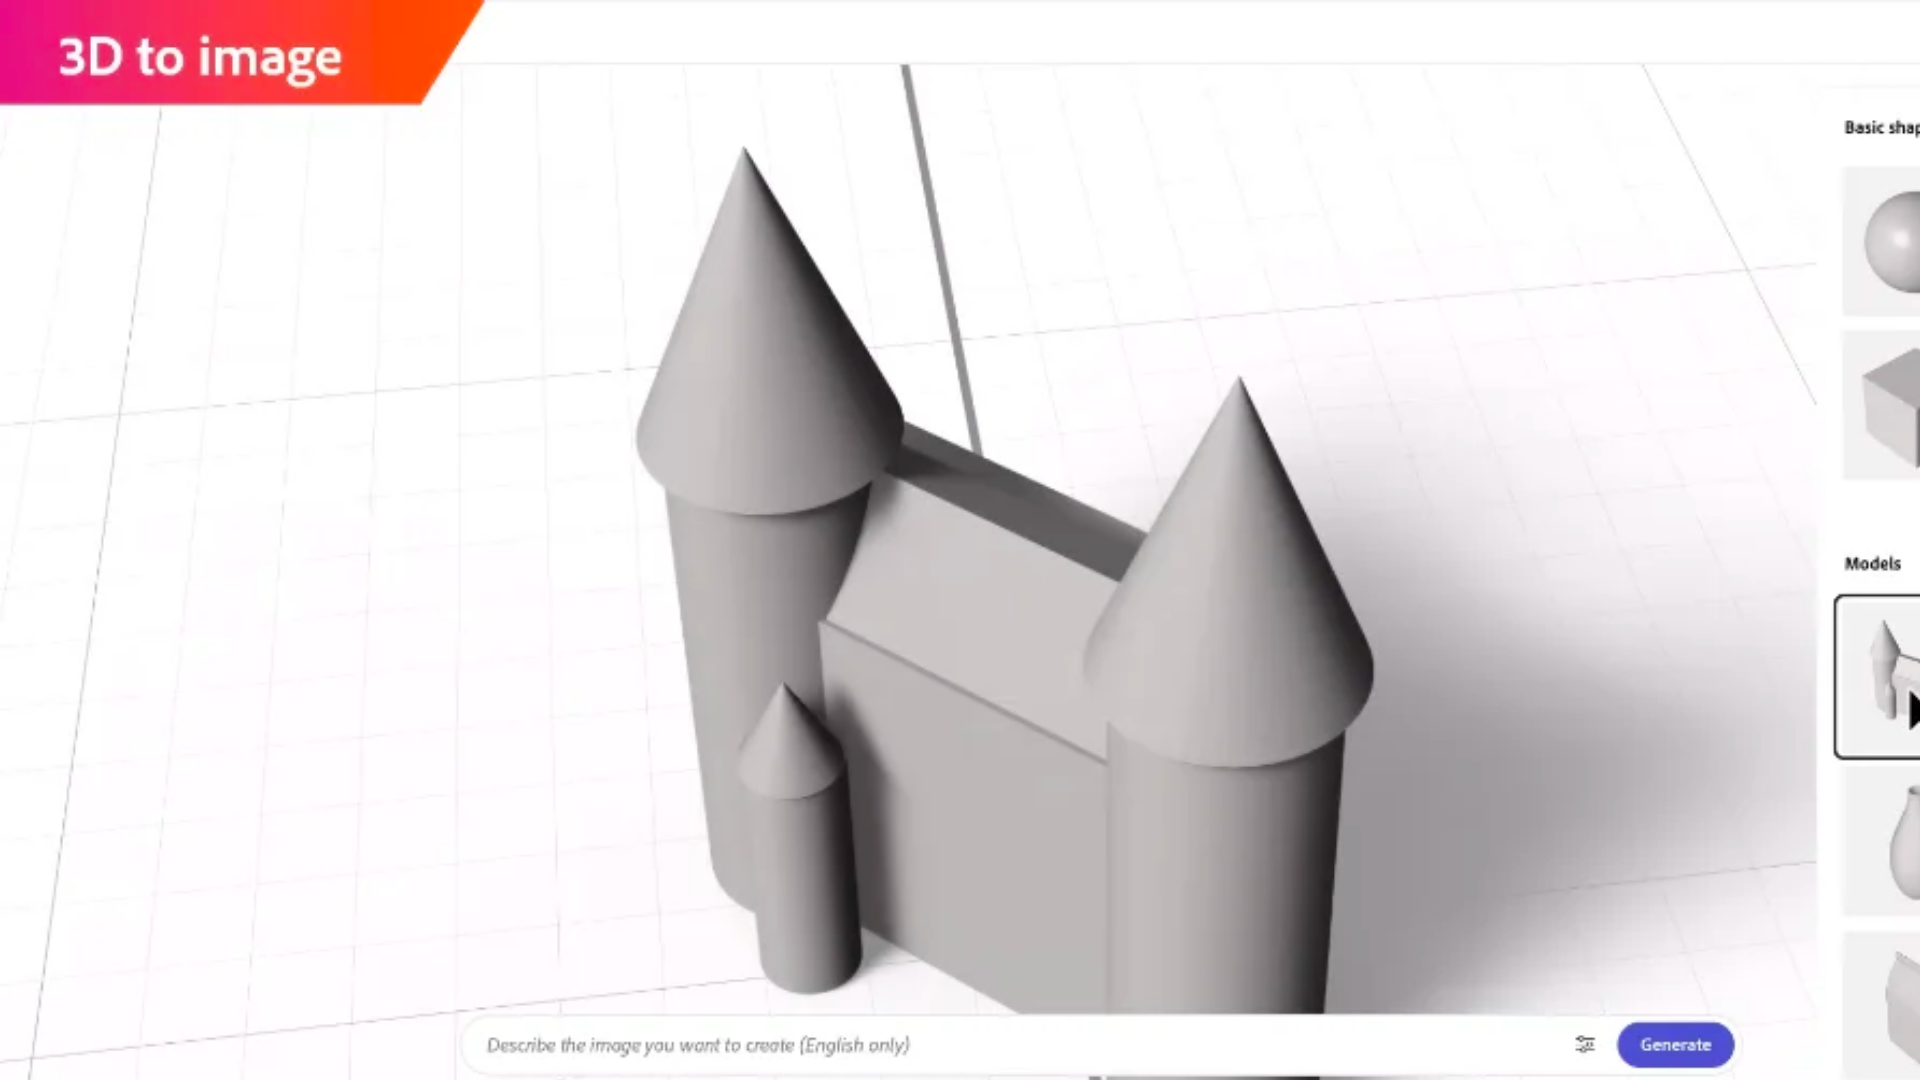 3D to image
Basic shap
Models
Describe the image you want to create (English only)
Generate